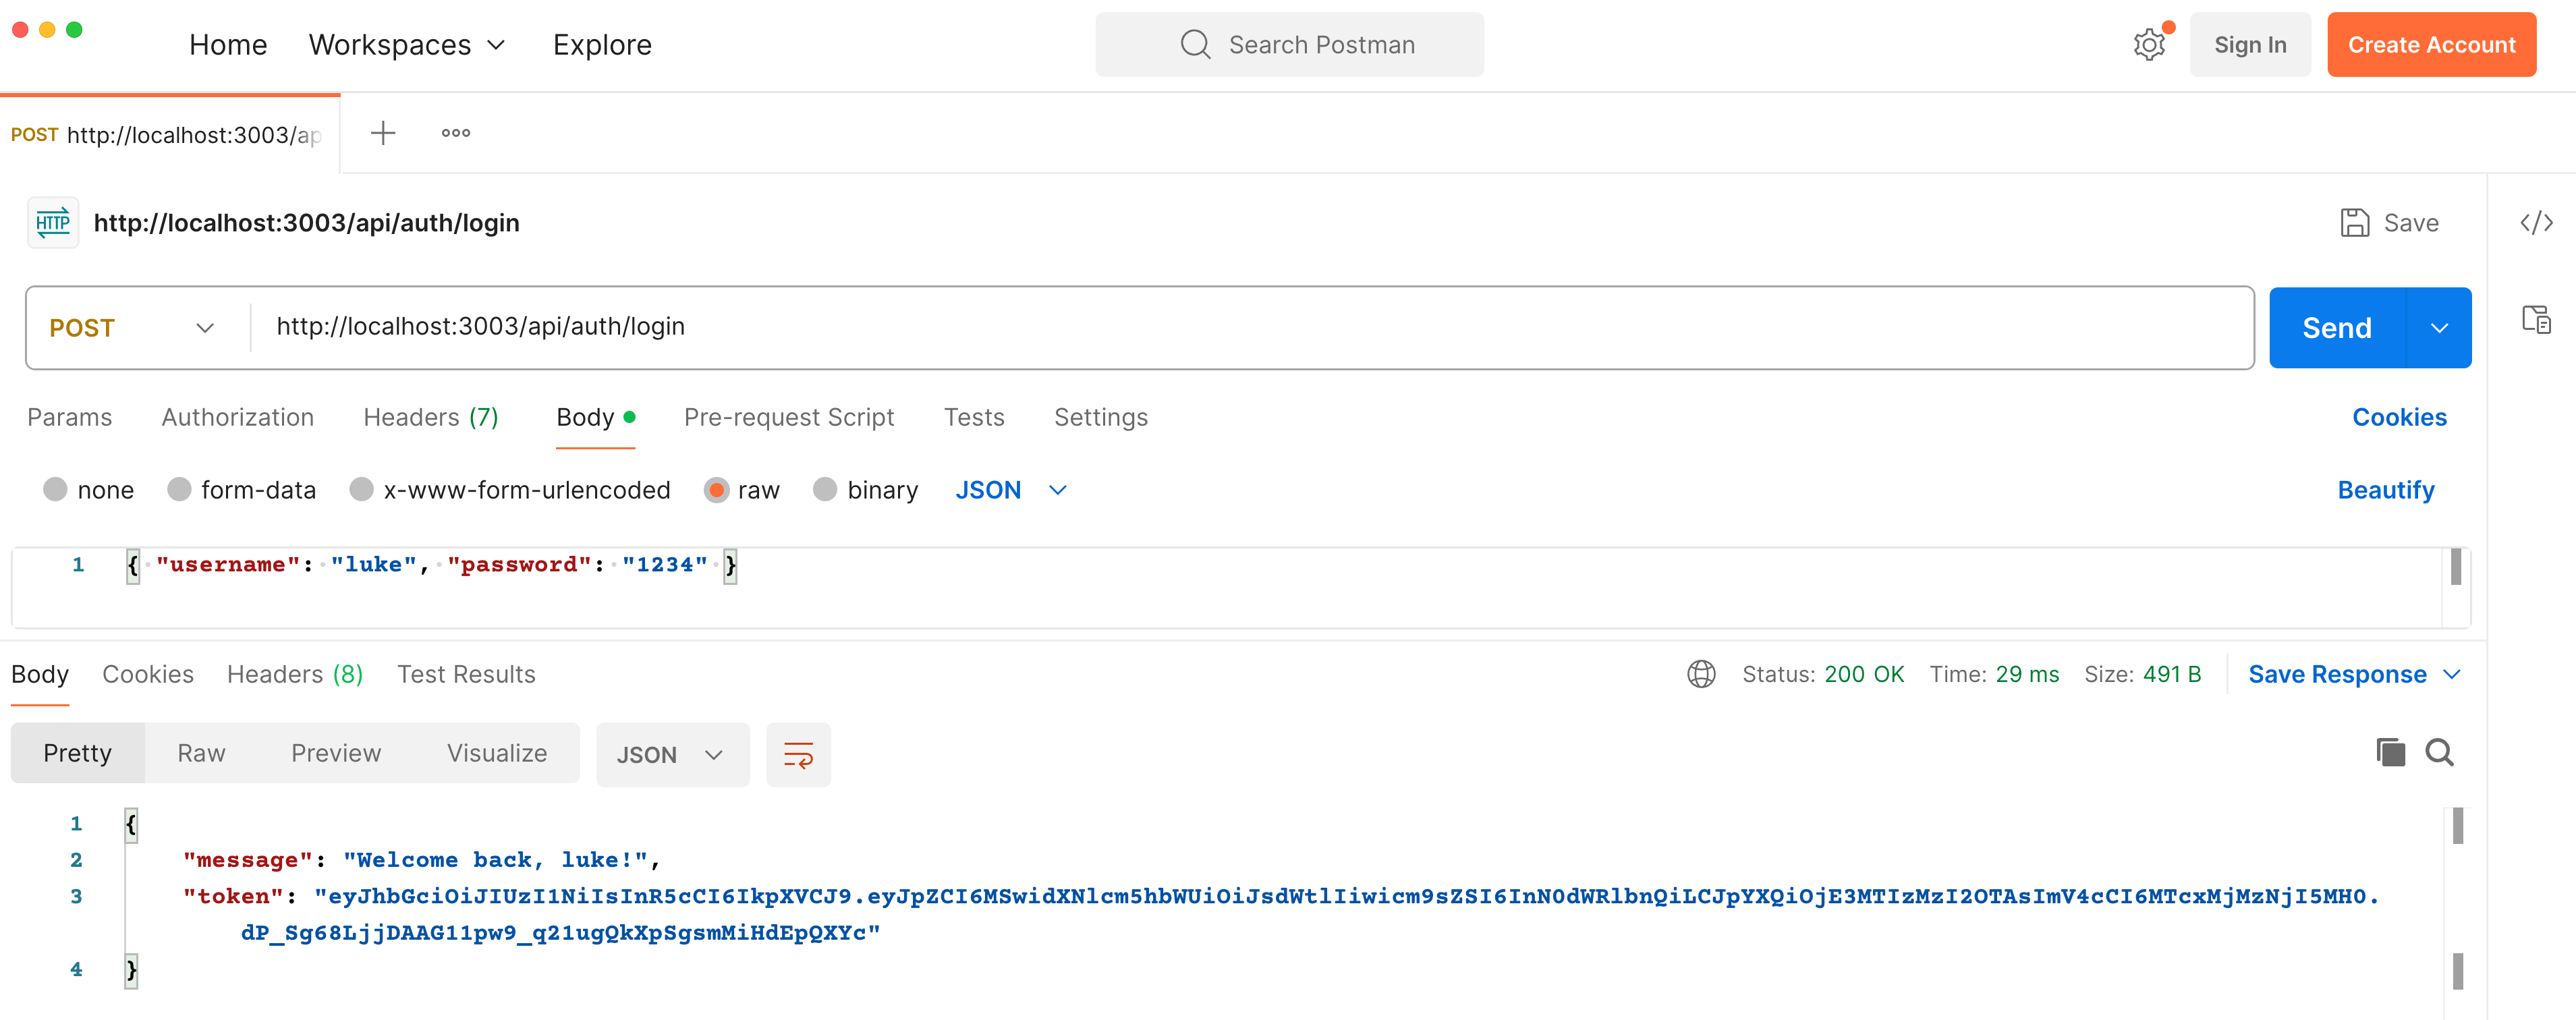 Home Workspaces Explore Search Postman Sign In Create Account
POST http://localhost:3003/ap
HTTP http://localhost:3003/api/auth/login Save
POST http://localhost:3003/api/auth/login Send
Params Authorization Headers (7) Body Pre-request Script Tests Settings Cookies
none form-data x-www-form-urlencoded raw binary JSON Beautify
1 { "username": "luke", "password": "1234" }
Body Cookies Headers (8) Test Results Status: 200 OK Time: 29 ms Size: 491 B Save Response
Pretty Raw Preview Visualize JSON
1 {
2 "message": "Welcome back, luke!",
3 "token": "eyJhbGciOiJIUzI1NiIsInR5cCI6IkpXVCJ9.eyJpZCI6MSwidXNlcm5hbWUiOiJsdWtlIiwicm9sZSI6InN0dWRlbnQiLCJpYXQiOjE3MTIzMzI2OTAsImV4cCI6MTcxMjMzNjI5MH0.
dP_Sg68LjjDAAG11pw9_q21ugQkXpSgsmMiHdEpQXYc"
4 }